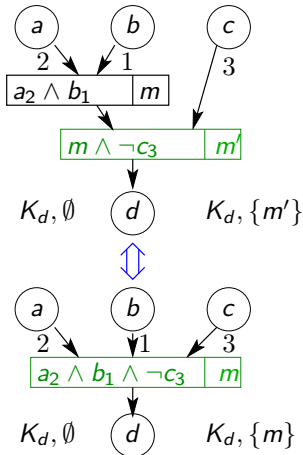 a b c
2 1 3
a₂ ∧ b₁ m
m ∧ ¬c₃ m′
K_d, ∅ d K_d, {m′}
a b c
2 1 3
a₂ ∧ b₁ ∧ ¬c₃ m
K_d, ∅ d K_d, {m}